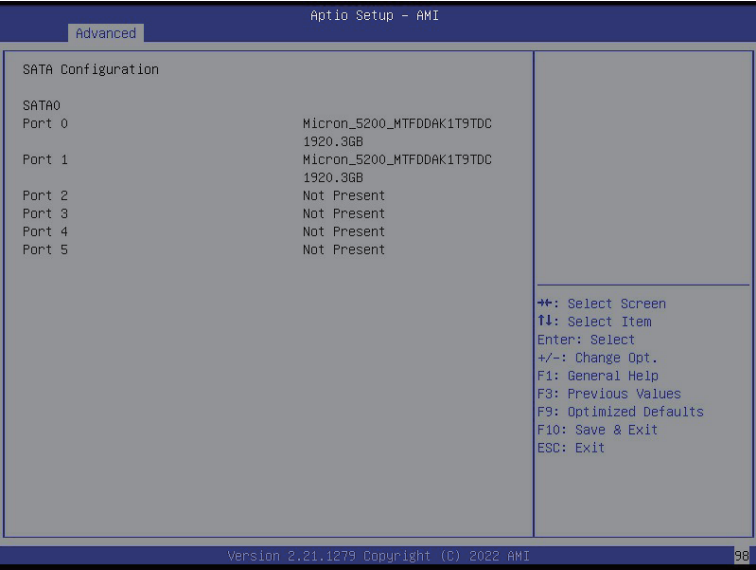 Aptio Setup – AMI
Advanced
SATA Configuration
SATA0
Port 0 Micron_5200_MTFDDAK1T9TDC
1920.3GB
Port 1 Micron_5200_MTFDDAK1T9TDC
1920.3GB
Port 2 Not Present
Port 3 Not Present
Port 4 Not Present
Port 5 Not Present
→←: Select Screen
↑↓: Select Item
Enter: Select
+/-: Change Opt.
F1: General Help
F3: Previous Values
F9: Optimized Defaults
F10: Save & Exit
ESC: Exit
Version 2.21.1279 Copyright (C) 2022 AMI
98